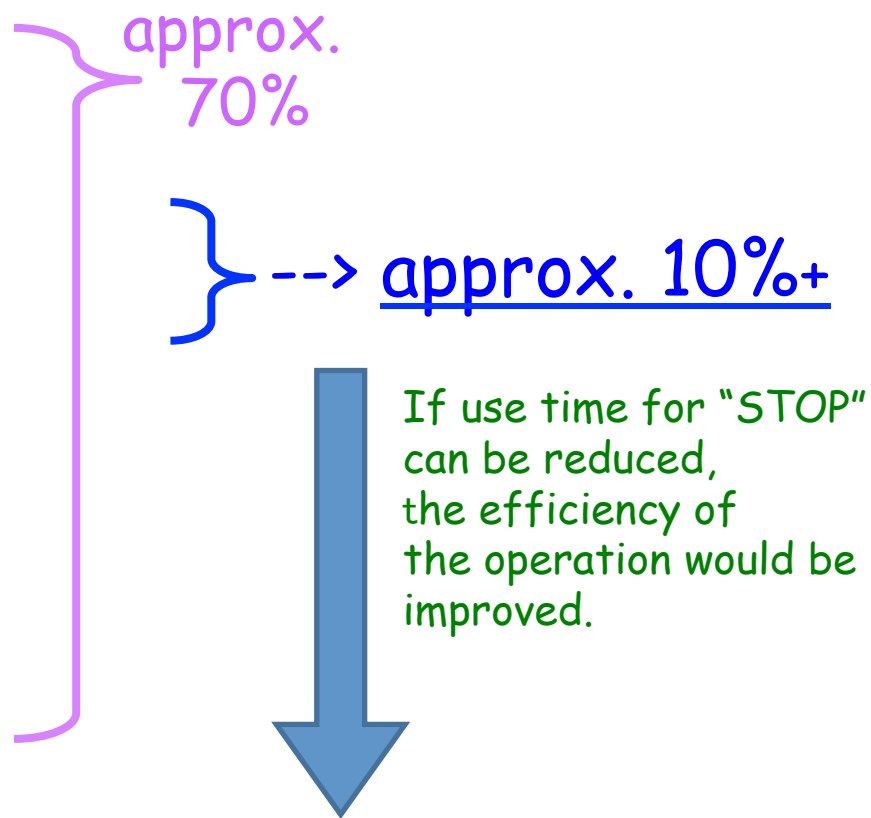 approx.
70%
--> approx. 10%+
If use time for “STOP”
can be reduced,
the efficiency of
the operation would be
improved.